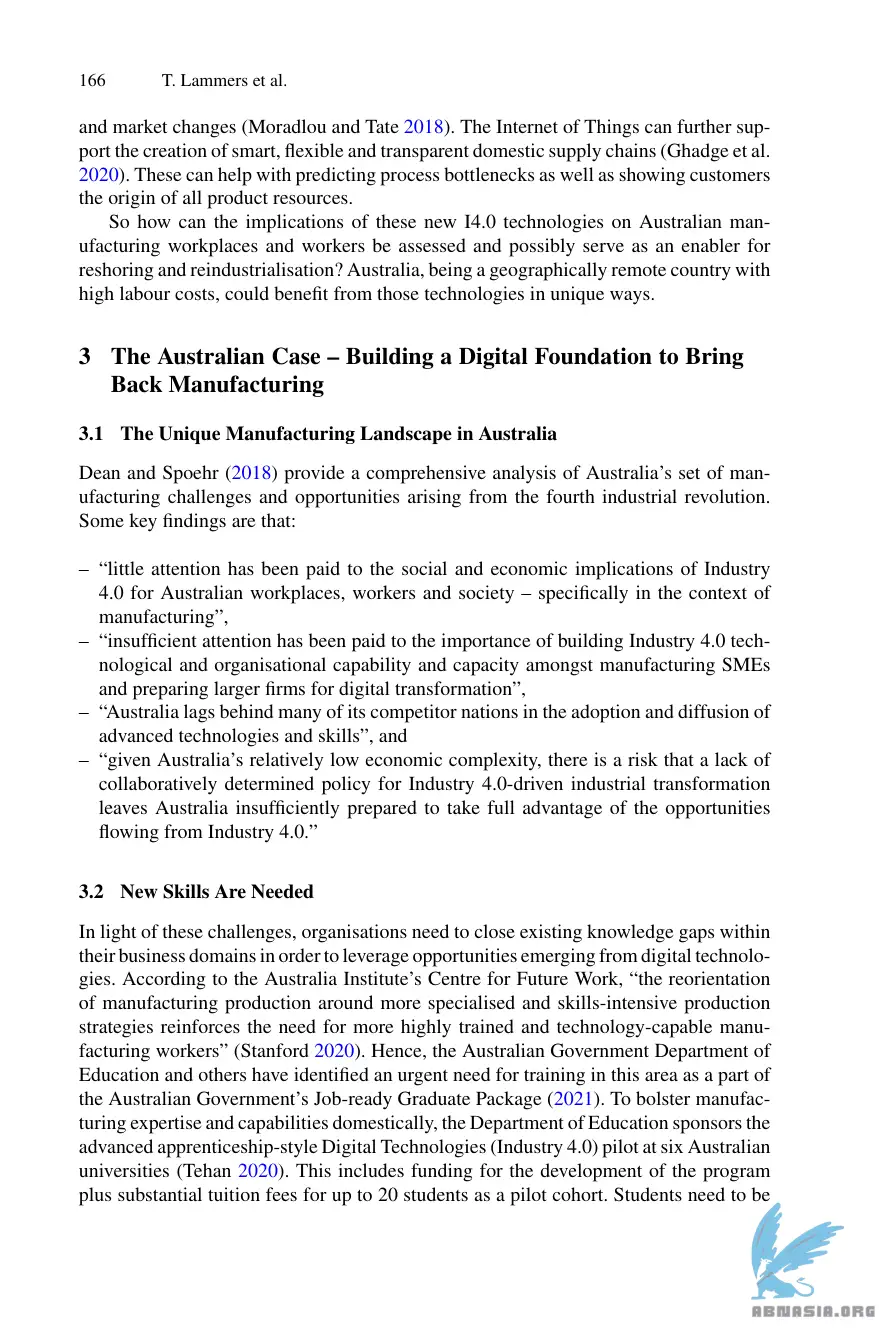 166 T. Lammers et al.
and market changes (Moradlou and Tate 2018). The Internet of Things can further sup-
port the creation of smart, flexible and transparent domestic supply chains (Ghadge et al.
2020). These can help with predicting process bottlenecks as well as showing customers
the origin of all product resources.
So how can the implications of these new I4.0 technologies on Australian man-
ufacturing workplaces and workers be assessed and possibly serve as an enabler for
reshoring and reindustrialisation? Australia, being a geographically remote country with
high labour costs, could benefit from those technologies in unique ways.
3 The Australian Case – Building a Digital Foundation to Bring
Back Manufacturing
3.1 The Unique Manufacturing Landscape in Australia
Dean and Spoehr (2018) provide a comprehensive analysis of Australia's set of man-
ufacturing challenges and opportunities arising from the fourth industrial revolution.
Some key findings are that:
– “little attention has been paid to the social and economic implications of Industry
4.0 for Australian workplaces, workers and society – specifically in the context of
manufacturing”,
– “insufficient attention has been paid to the importance of building Industry 4.0 tech-
nological and organisational capability and capacity amongst manufacturing SMEs
and preparing larger firms for digital transformation”,
– “Australia lags behind many of its competitor nations in the adoption and diffusion of
advanced technologies and skills”, and
– “given Australia's relatively low economic complexity, there is a risk that a lack of
collaboratively determined policy for Industry 4.0-driven industrial transformation
leaves Australia insufficiently prepared to take full advantage of the opportunities
flowing from Industry 4.0.”
3.2 New Skills Are Needed
In light of these challenges, organisations need to close existing knowledge gaps within
their business domains in order to leverage opportunities emerging from digital technolo-
gies. According to the Australia Institute's Centre for Future Work, “the reorientation
of manufacturing production around more specialised and skills-intensive production
strategies reinforces the need for more highly trained and technology-capable manu-
facturing workers” (Stanford 2020). Hence, the Australian Government Department of
Education and others have identified an urgent need for training in this area as a part of
the Australian Government's Job-ready Graduate Package (2021). To bolster manufac-
turing expertise and capabilities domestically, the Department of Education sponsors the
advanced apprenticeship-style Digital Technologies (Industry 4.0) pilot at six Australian
universities (Tehan 2020). This includes funding for the development of the program
plus substantial tuition fees for up to 20 students as a pilot cohort. Students need to be
ABNASIA.ORG